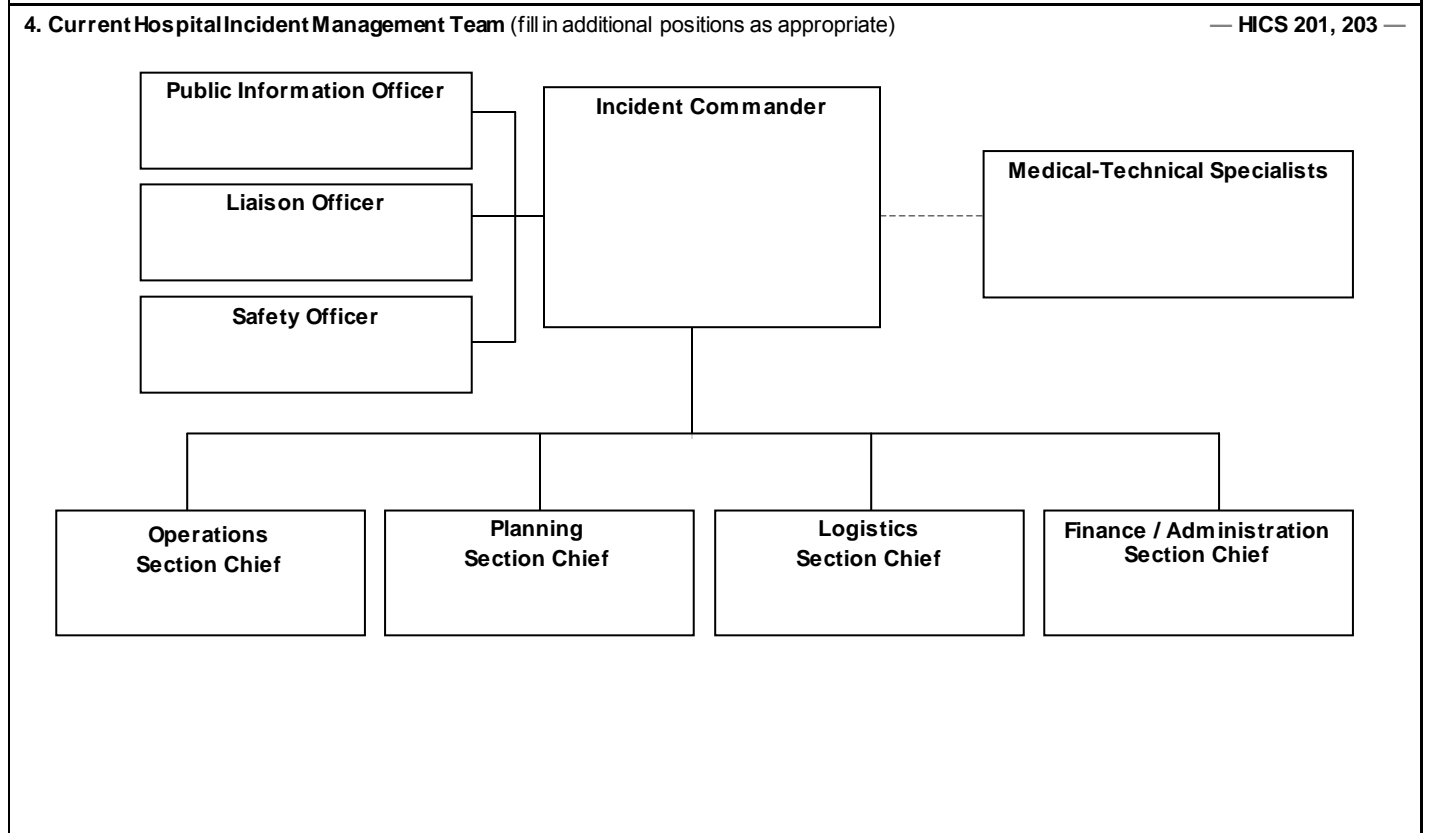 4. Current Hospital Incident Management Team (fill in additional positions as appropriate) — HICS 201, 203 —
Public Information Officer
Incident Commander
Medical-Technical Specialists
Liaison Officer
Safety Officer
Operations
Section Chief
Planning
Section Chief
Logistics
Section Chief
Finance / Administration
Section Chief